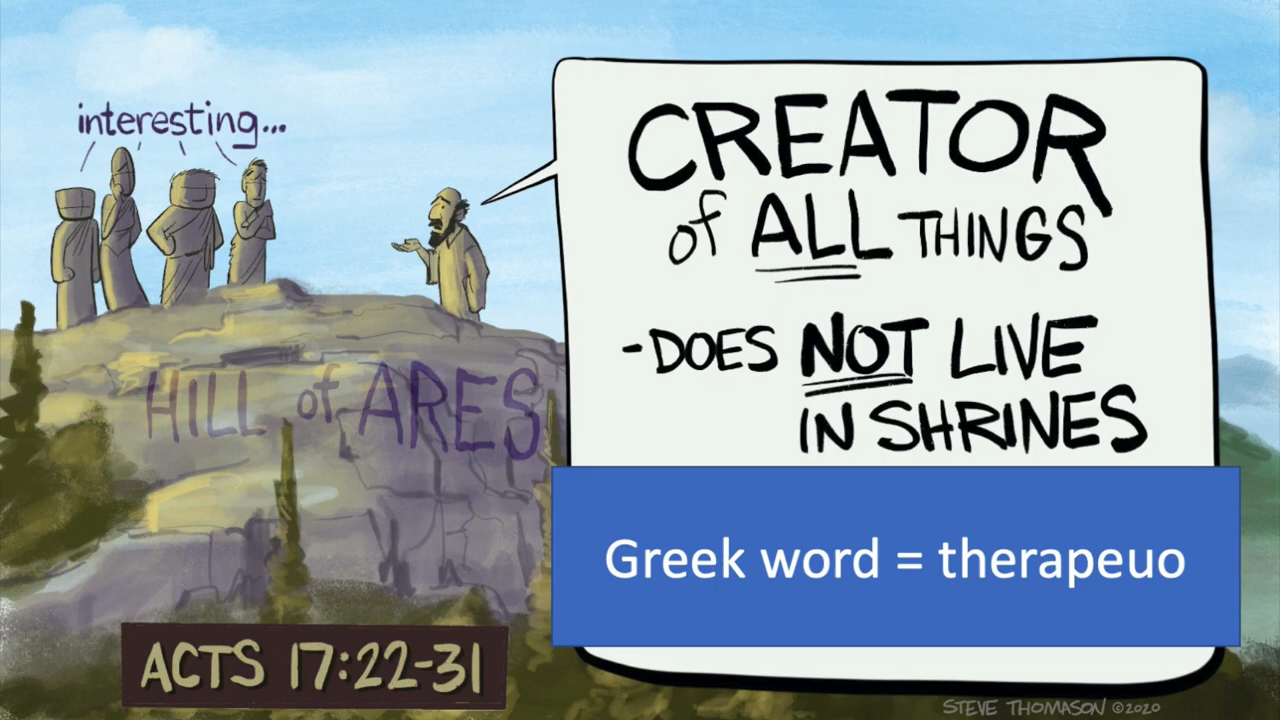 interesting...
HILL of ARES
ACTS 17:22-31
CREATOR
of ALL THINGS
-DOES NOT LIVE
IN SHRINES
Greek word = therapeuo
STEVE THOMASON ©2020